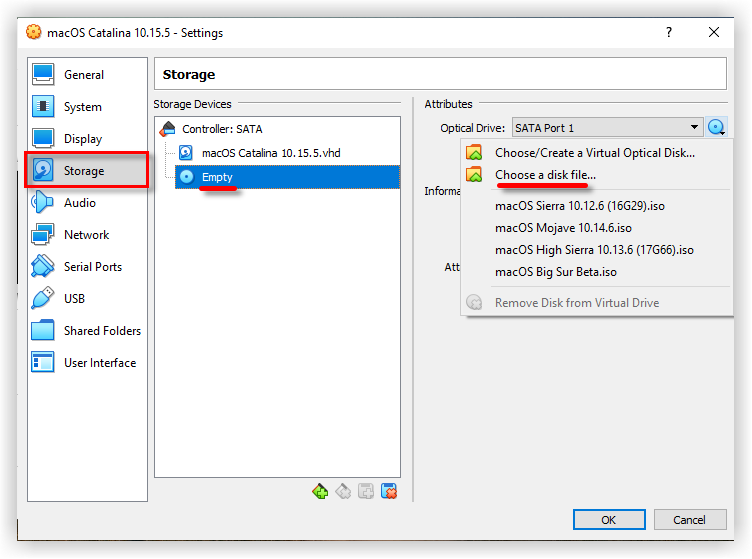 macOS Catalina 10.15.5 - Settings
General
System
Display
Storage
Audio
Network
Serial Ports
USB
Shared Folders
User Interface
Storage
Storage Devices
Controller: SATA
macOS Catalina 10.15.5.vhd
Empty
Attributes
Optical Drive: SATA Port 1
Choose/Create a Virtual Optical Disk...
Choose a disk file...
Informa
macOS Sierra 10.12.6 (16G29).iso
macOS Mojave 10.14.6.iso
macOS High Sierra 10.13.6 (17G66).iso
Att
macOS Big Sur Beta.iso
Remove Disk from Virtual Drive
OK
Cancel